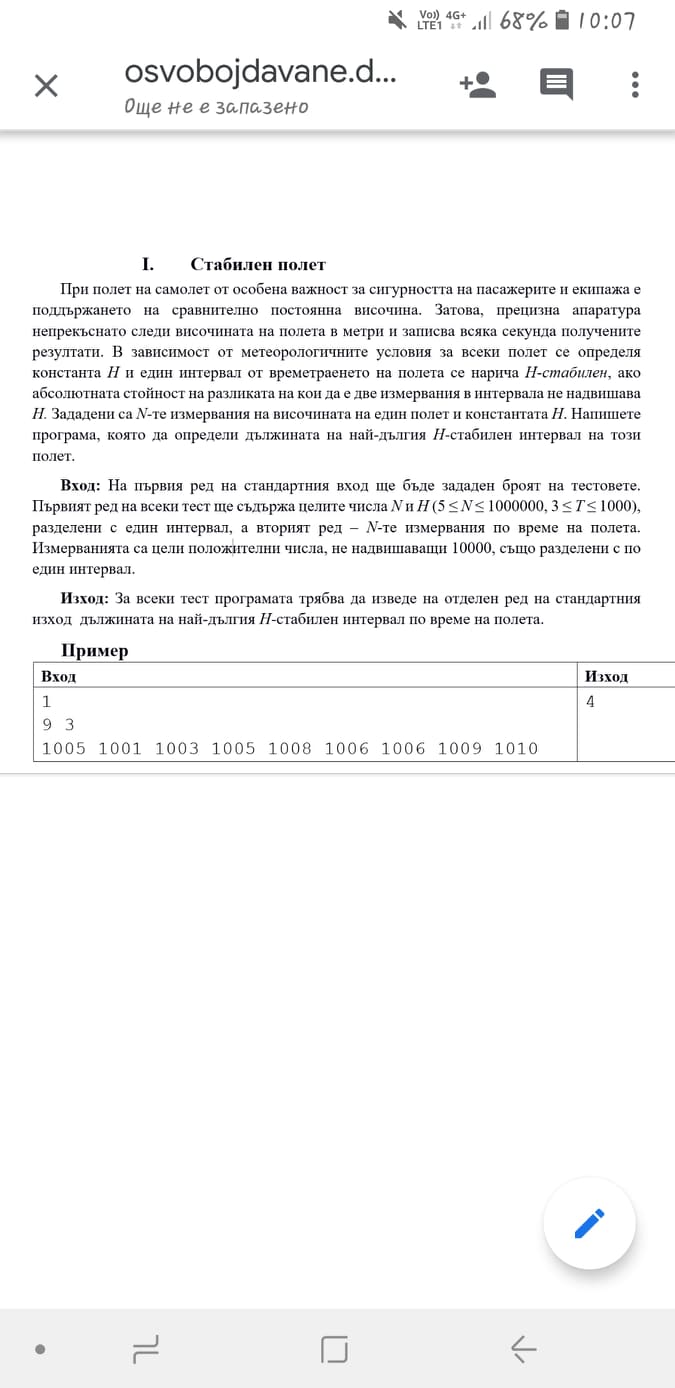 Vo)) 4G+ 68% 10:07
LTE1
osvobojdavane.d...
Още не е запазено
I. Стабилен полет
При полет на самолет от особена важност за сигурността на пасажерите и екипажа е
поддържането на сравнително постоянна височина. Затова, прецизна апаратура
непрекъснато следи височината на полета в метри и записва всяка секунда получените
резултати. В зависимост от метеорологичните условия за всеки полет се определя
константа H и един интервал от времетраенето на полета се нарича H-стабилен, ако
абсолютната стойност на разликата на кои да е две измервания в интервала не надвишава
H. Зададени са N-те измервания на височината на един полет и константата H. Напишете
програма, която да определи дължината на най-дългия H-стабилен интервал на този
полет.
Вход: На първия ред на стандартния вход ще бъде зададен броят на тестовете.
Първият ред на всеки тест ще съдържа целите числа N и H (5 ≤ N ≤ 1000000, 3 ≤ T ≤ 1000),
разделени с един интервал, а вторият ред – N-те измервания по време на полета.
Измерванията са цели положителни числа, не надвишаващи 10000, също разделени с по
един интервал.
Изход: За всеки тест програмата трябва да изведе на отделен ред на стандартния
изход дължината на най-дългия H-стабилен интервал по време на полета.
Пример
Вход Изход
1 4
9 3
1005 1001 1003 1005 1008 1006 1006 1009 1010